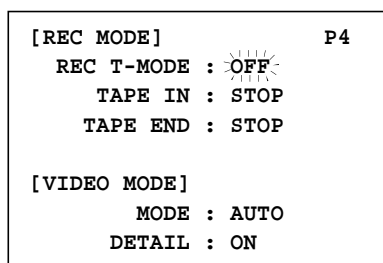 [REC MODE] P4
REC T-MODE : OFF
TAPE IN : STOP
TAPE END : STOP
[VIDEO MODE]
MODE : AUTO
DETAIL : ON